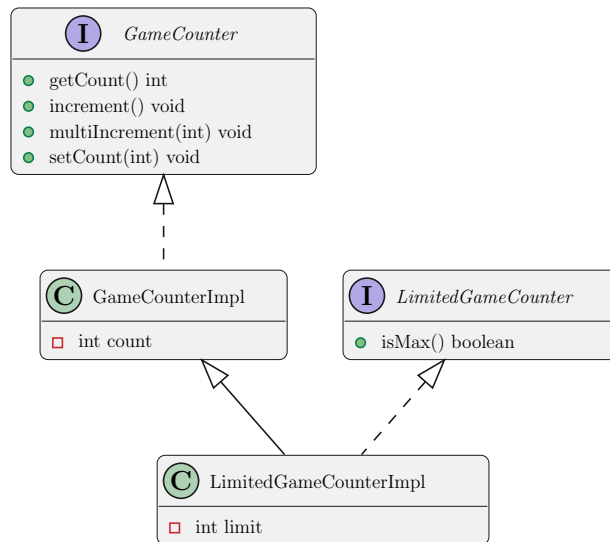 I GameCounter
getCount() int
increment() void
multiIncrement(int) void
setCount(int) void
C GameCounterImpl
int count
I LimitedGameCounter
isMax() boolean
C LimitedGameCounterImpl
int limit